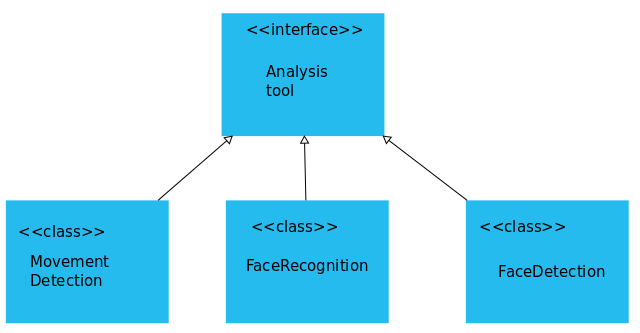 <<interface>>
Analysis
tool
<<class>>
Movement
Detection
<<class>>
FaceRecognition
<<class>>
FaceDetection